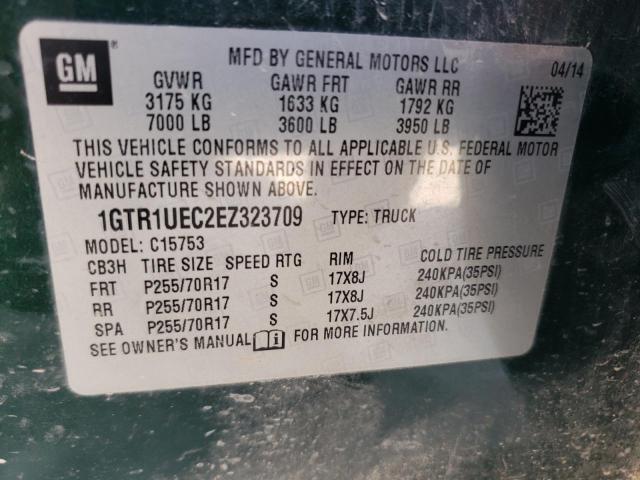 GM
MFD BY GENERAL MOTORS LLC 04/14
GVWR GAWR FRT GAWR RR
3175 KG 1633 KG 1792 KG
7000 LB 3600 LB 3950 LB
THIS VEHICLE CONFORMS TO ALL APPLICABLE U.S. FEDERAL MOTOR
VEHICLE SAFETY STANDARDS IN EFFECT ON THE DATE OF
MANUFACTURE SHOWN ABOVE.
1GTR1UEC2EZ323709 TYPE: TRUCK
MODEL: C15753
CB3H TIRE SIZE SPEED RTG RIM COLD TIRE PRESSURE
FRT P255/70R17 S 17X8J 240KPA(35PSI)
RR P255/70R17 S 17X8J 240KPA(35PSI)
SPA P255/70R17 S 17X7.5J 240KPA(35PSI)
SEE OWNER'S MANUAL FOR MORE INFORMATION.